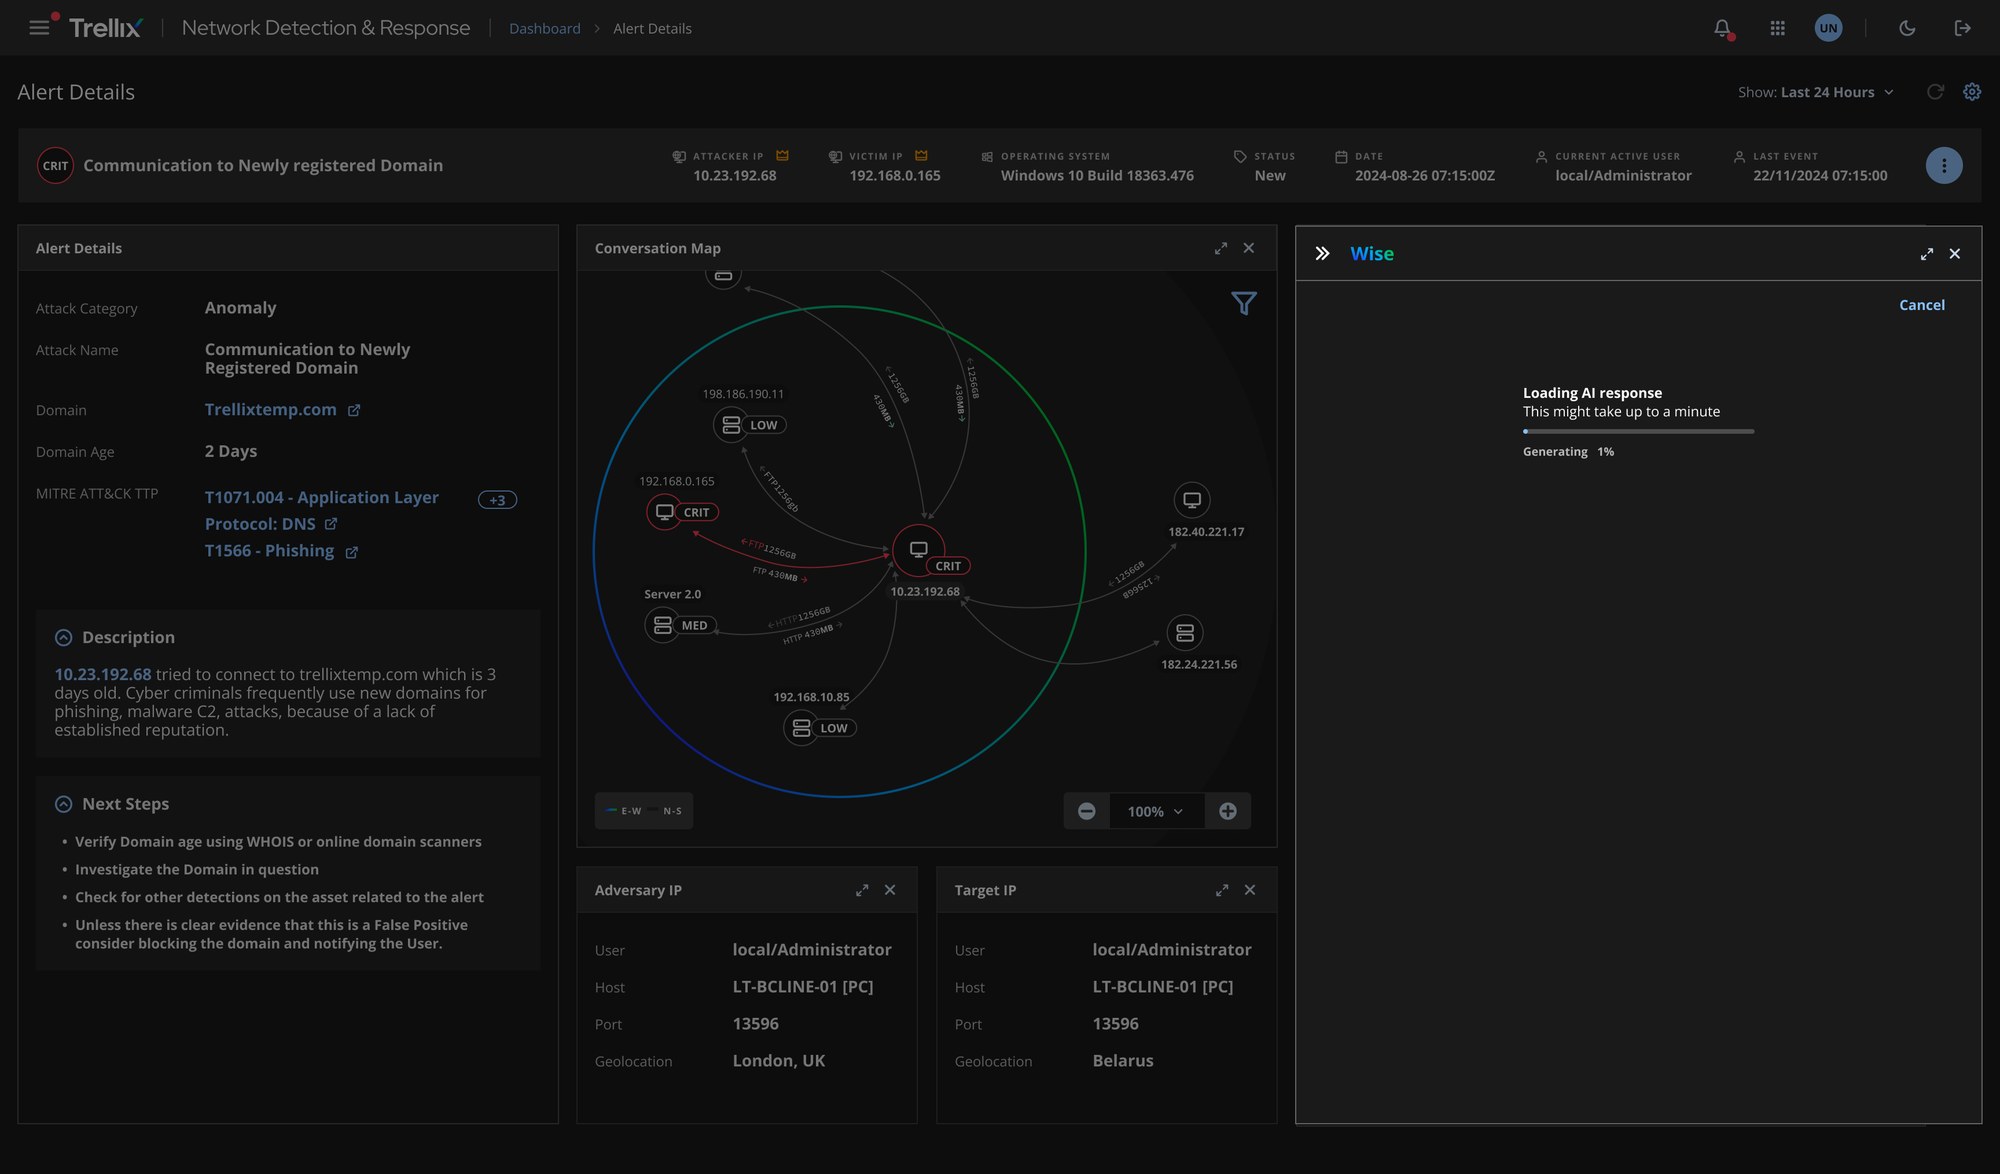 Trellix
Network Detection & Response
Dashboard > Alert Details
UN
Alert Details
Show: Last 24 Hours
CRIT
Communication to Newly registered Domain
ATTACKER IP
10.23.192.68
VICTIM IP
192.168.0.165
OPERATING SYSTEM
Windows 10 Build 18363.476
STATUS
New
DATE
2024-08-26 07:15:00Z
CURRENT ACTIVE USER
local/Administrator
LAST EVENT
22/11/2024 07:15:00
Alert Details
Attack Category
Anomaly
Attack Name
Communication to Newly
Registered Domain
Domain
Trellixtemp.com
Domain Age
2 Days
MITRE ATT&CK TTP
T1071.004 - Application Layer
Protocol: DNS
+3
T1566 - Phishing
Description
10.23.192.68 tried to connect to trellixtemp.com which is 3
days old. Cyber criminals frequently use new domains for
phishing, malware C2, attacks, because of a lack of
established reputation.
Next Steps
• Verify Domain age using WHOIS or online domain scanners
• Investigate the Domain in question
• Check for other detections on the asset related to the alert
• Unless there is clear evidence that this is a False Positive
consider blocking the domain and notifying the User.
Conversation Map
←1256GB
430MB→
←1256GB
430MB→
198.186.190.11
LOW
←FTP1256gb
192.168.0.165
CRIT
←FTP1256GB
FTP 430MB→
CRIT
10.23.192.68
182.40.221.17
←1256GB
1256GB→
Server 2.0
MED
←HTTP1256GB
HTTP 430MB→
182.24.221.56
192.168.10.85
LOW
E-W
N-S
100%
Adversary IP
User
local/Administrator
Host
LT-BCLINE-01 [PC]
Port
13596
Geolocation
London, UK
Target IP
User
local/Administrator
Host
LT-BCLINE-01 [PC]
Port
13596
Geolocation
Belarus
Wise
Cancel
Loading AI response
This might take up to a minute
Generating 1%